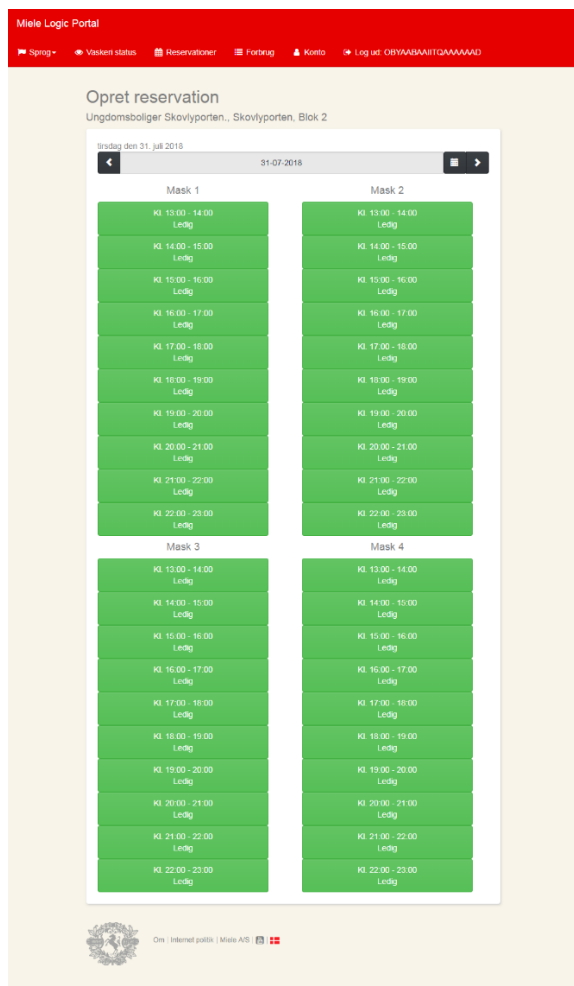 Miele Logic Portal
Sprog Vasken status Reservationer Forbrug Konto Log ud: OBYAABAAIITQAAAAAD
Opret reservation
Ungdomsboliger Skovlyporten., Skovlyporten, Blok 2
tirsdag den 31. juli 2018
31-07-2018
Mask 1 Mask 2
Kl. 13:00 - 14:00 Kl. 13:00 - 14:00
Ledig Ledig
Kl. 14:00 - 15:00 Kl. 14:00 - 15:00
Ledig Ledig
Kl. 15:00 - 16:00 Kl. 15:00 - 16:00
Ledig Ledig
Kl. 16:00 - 17:00 Kl. 16:00 - 17:00
Ledig Ledig
Kl. 17:00 - 18:00 Kl. 17:00 - 18:00
Ledig Ledig
Kl. 18:00 - 19:00 Kl. 18:00 - 19:00
Ledig Ledig
Kl. 19:00 - 20:00 Kl. 19:00 - 20:00
Ledig Ledig
Kl. 20:00 - 21:00 Kl. 20:00 - 21:00
Ledig Ledig
Kl. 21:00 - 22:00 Kl. 21:00 - 22:00
Ledig Ledig
Kl. 22:00 - 23:00 Kl. 22:00 - 23:00
Ledig Ledig
Mask 3 Mask 4
Kl. 13:00 - 14:00 Kl. 13:00 - 14:00
Ledig Ledig
Kl. 14:00 - 15:00 Kl. 14:00 - 15:00
Ledig Ledig
Kl. 15:00 - 16:00 Kl. 15:00 - 16:00
Ledig Ledig
Kl. 16:00 - 17:00 Kl. 16:00 - 17:00
Ledig Ledig
Kl. 17:00 - 18:00 Kl. 17:00 - 18:00
Ledig Ledig
Kl. 18:00 - 19:00 Kl. 18:00 - 19:00
Ledig Ledig
Kl. 19:00 - 20:00 Kl. 19:00 - 20:00
Ledig Ledig
Kl. 20:00 - 21:00 Kl. 20:00 - 21:00
Ledig Ledig
Kl. 21:00 - 22:00 Kl. 21:00 - 22:00
Ledig Ledig
Kl. 22:00 - 23:00 Kl. 22:00 - 23:00
Ledig Ledig
Om | Internet politik | Miele A/S | |